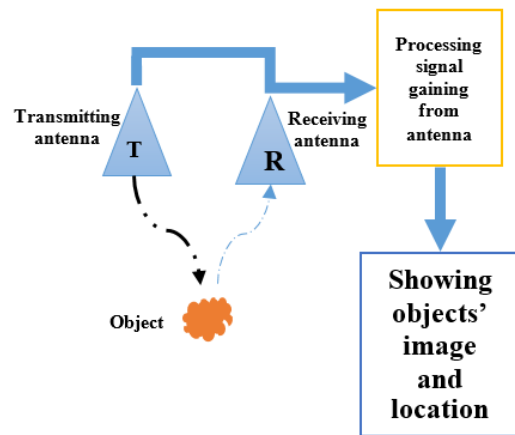 Transmitting
antenna
T
R
Receiving
antenna
Processing
signal
gaining
from
antenna
Object
Showing
objects’
image
and
location